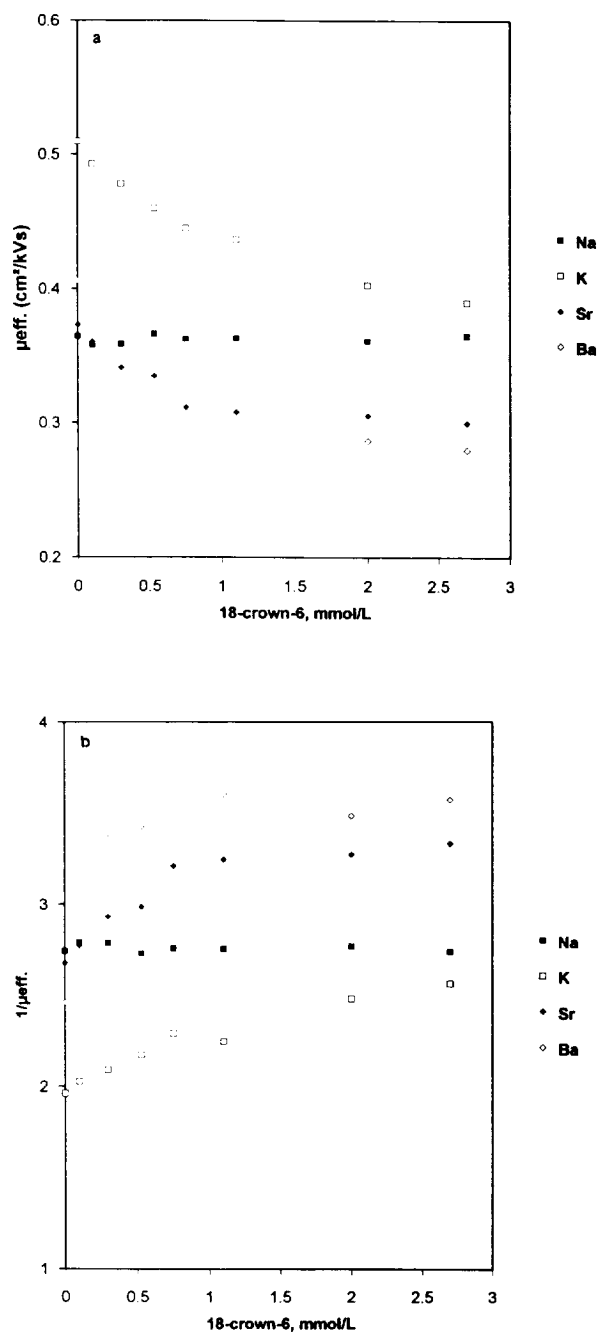 a
0.6
0.5
0.4
0.3
0.2
µeff. (cm²/kVs)
0 0.5 1 1.5 2 2.5 3
18-crown-6, mmol/L
Na
K
Sr
Ba
b
4
3
2
1
1/µeff.
0 0.5 1 1.5 2 2.5 3
18-crown-6, mmol/L
Na
K
Sr
Ba